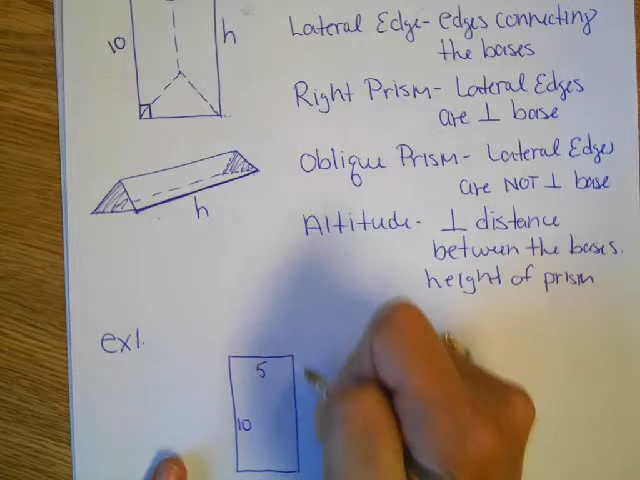 10
h
Lateral Edge- edges connecting
the bases
Right Prism- Lateral Edges
are ⊥ base
Oblique Prism- Lateral Edges
are NOT ⊥ base
h
Altitude- ⊥ distance
between the bases.
height of prism
ex1.
5
10